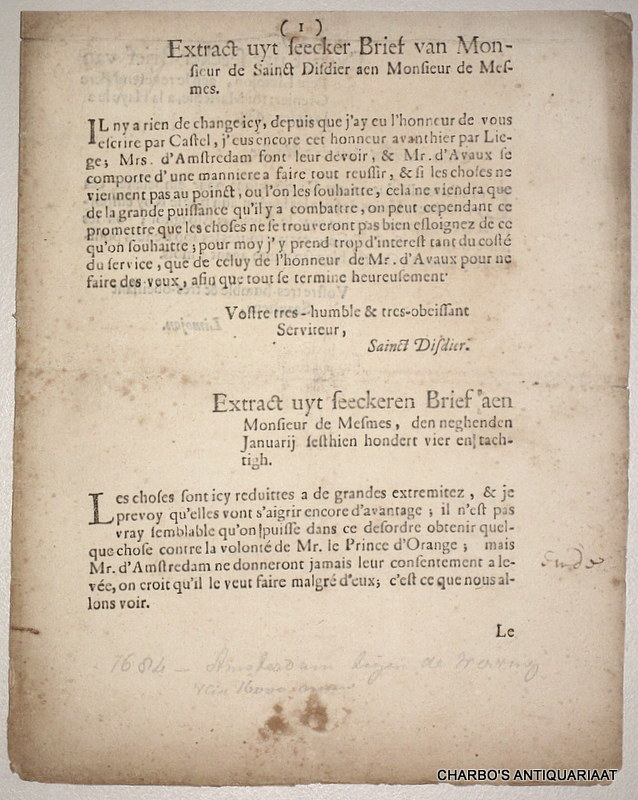 ( 1 )
Extract uyt seecker Brief van Mon-
sieur de Sainct Disdier aen Monsieur de Mes-
mes.
IL ny a rien de change icy, depuis que j'ay eu l'honneur de vous
escrire par Castel, j'eus encore cet honneur avanthier par Lie-
ge; Mrs. d'Amstredam font leur devoir, & Mr. d'Avaux se
comporte d'une manniere a faire tout reussir, & si les choses ne
viennent pas au poinct, ou l'on les souhaitte, cela ne viendra que
de la grande puissance qu'il y a combattre, on peut cependant ce
promettre que les choses ne se trouveront pas bien esloignez de ce
qu'on souhaitte; pour moy j'y prend trop d'interest tant du costé
du service, que de celuy de l'honneur de Mr. d'Avaux pour ne
faire des veux, afin que tout se termine heureusement
Vostre tres-humble & tres-obeissant
Serviteur,
Sainct Disdier.
Extract uyt seeckeren Brief aen
Monsieur de Mesmes, den neghenden
Januarij sesthien hondert vier en tach-
tigh.
Les choses sont icy reduittes a de grandes extremitez, & je
prevoy qu'elles vont s'aigrir encore d'avantage; il n'est pas
vray semblable qu'on puisse dans ce desordre obtenir quel-
que chose contre la volonté de Mr. le Prince d'Orange; mais
Mr. d'Amstredam ne donneront jamais leur consentement a le-
vée, on croit qu'il le veut faire malgré d'eux; c'est ce que nous al-
lons voir.
Le
1684 - Amsterdam tegen de
van
CHARBO'S ANTIQUARIAAT